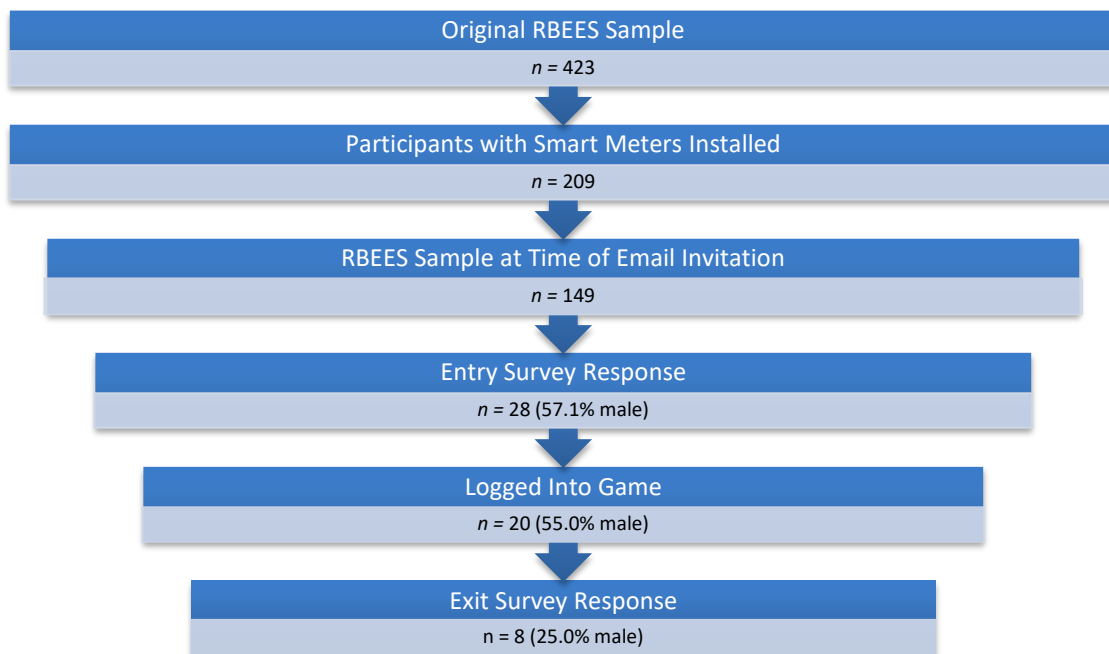 Original RBEES Sample
n = 423
Participants with Smart Meters Installed
n = 209
RBEES Sample at Time of Email Invitation
n = 149
Entry Survey Response
n = 28 (57.1% male)
Logged Into Game
n = 20 (55.0% male)
Exit Survey Response
n = 8 (25.0% male)